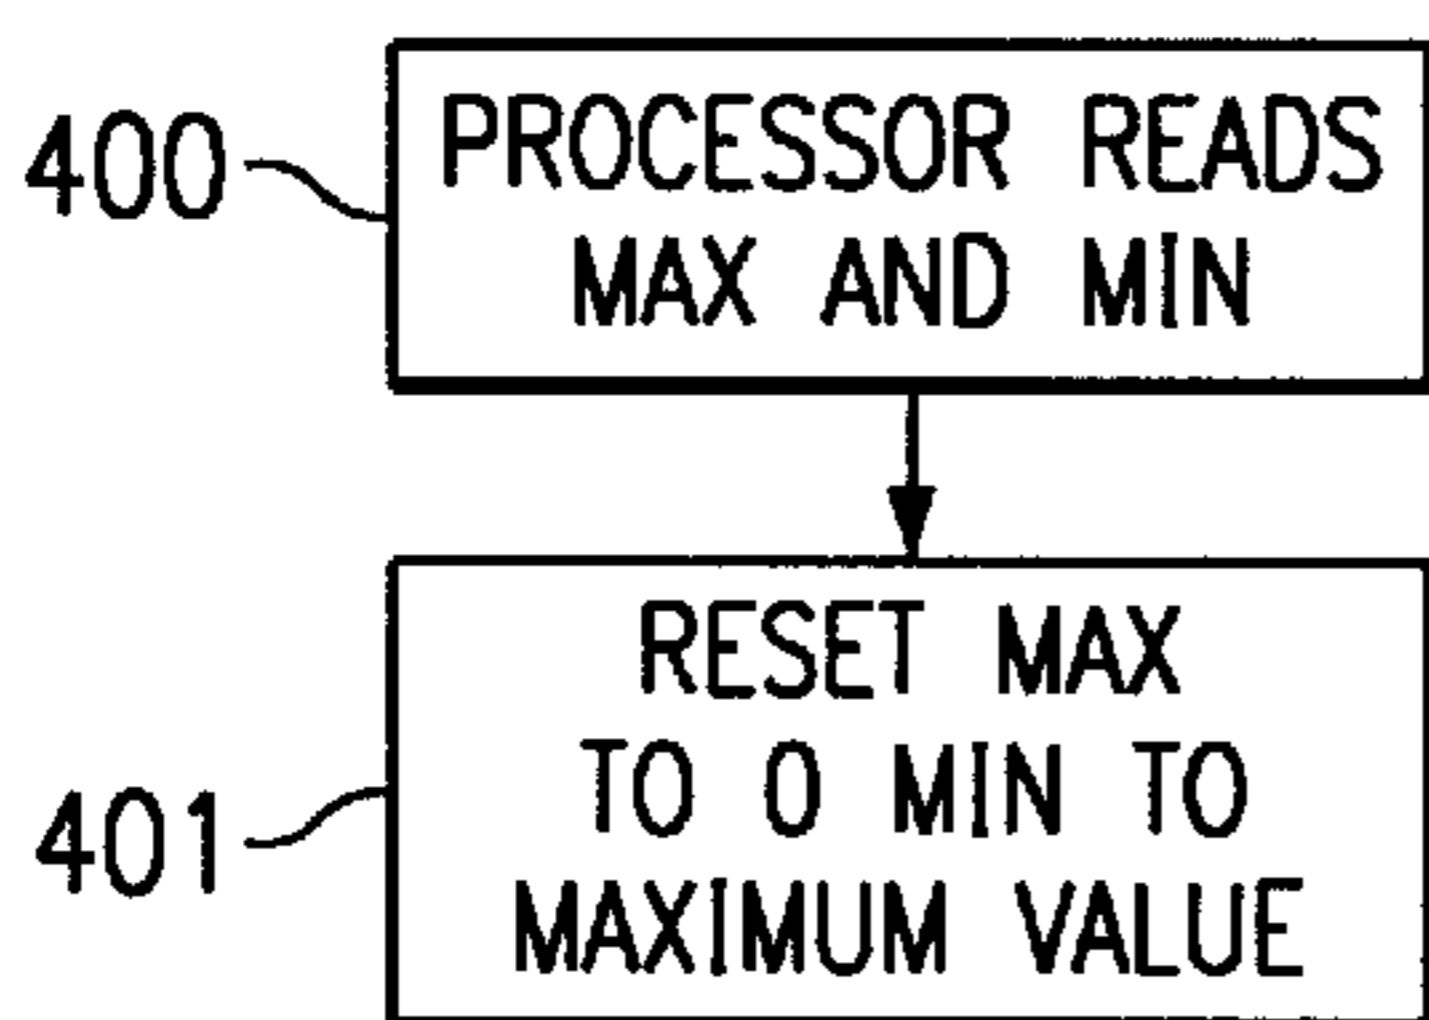 400
PROCESSOR READS
MAX AND MIN
RESET MAX
TO 0 MIN TO
401
MAXIMUM VALUE